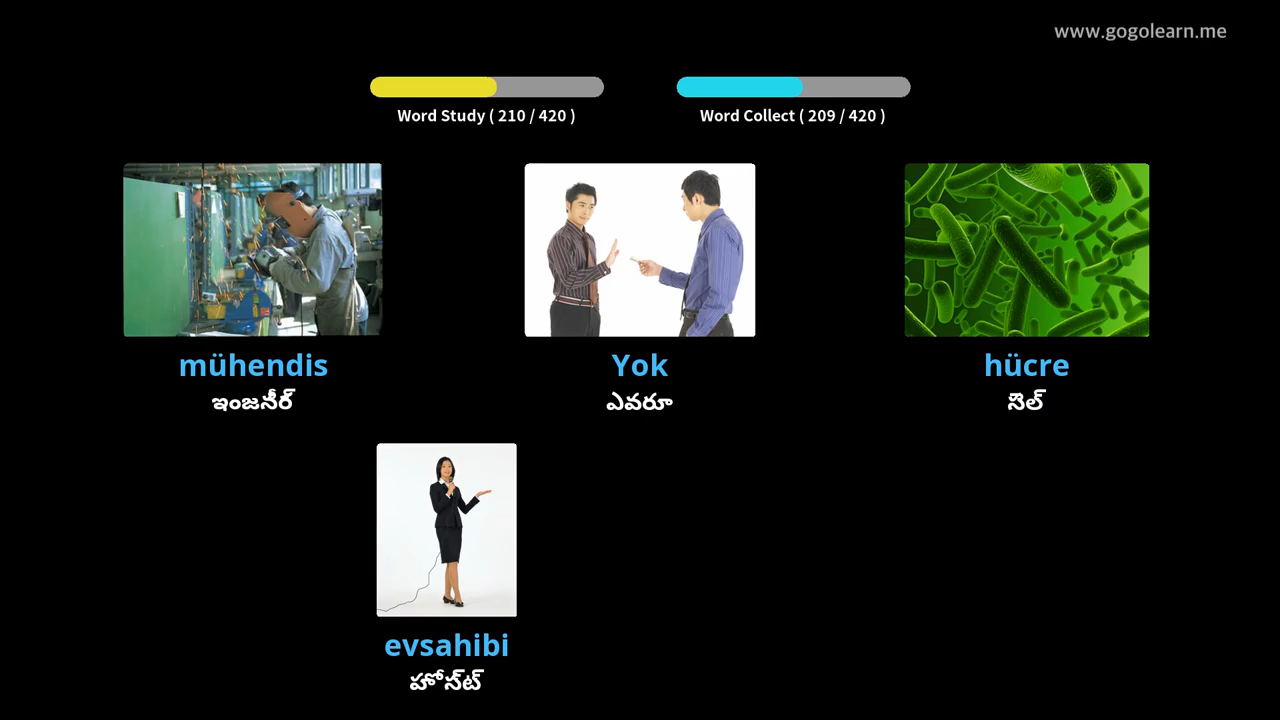 www.gogolearn.me
Word Study ( 210 / 420 )
Word Collect ( 209 / 420 )
mühendis
ఇంజనీర్
Yok
ఎవరూ
hücre
సెల్
evsahibi
హోస్ట్